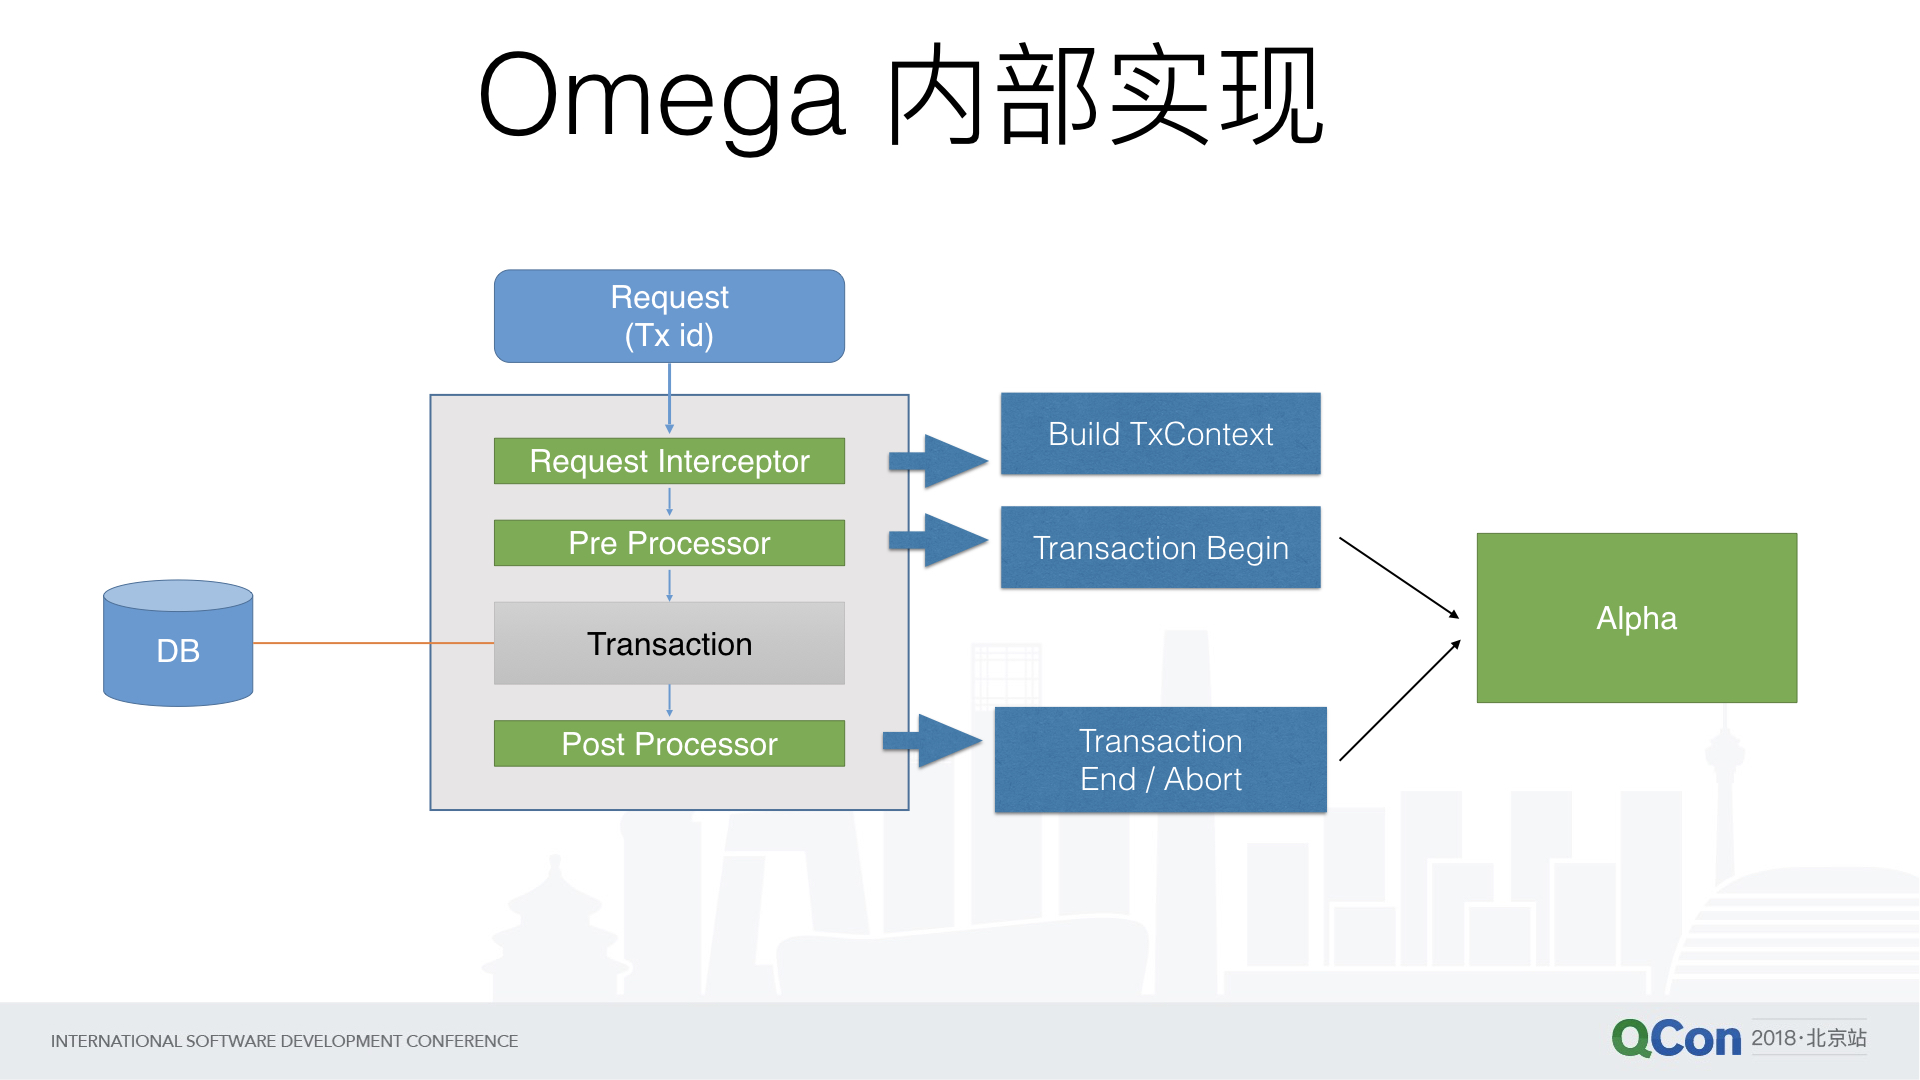 Omega 内部实现
Request
(Tx id)
Request Interceptor
Pre Processor
Transaction
Post Processor
DB
Build TxContext
Transaction Begin
Transaction
End / Abort
Alpha
INTERNATIONAL SOFTWARE DEVELOPMENT CONFERENCE
QCon 2018·北京站